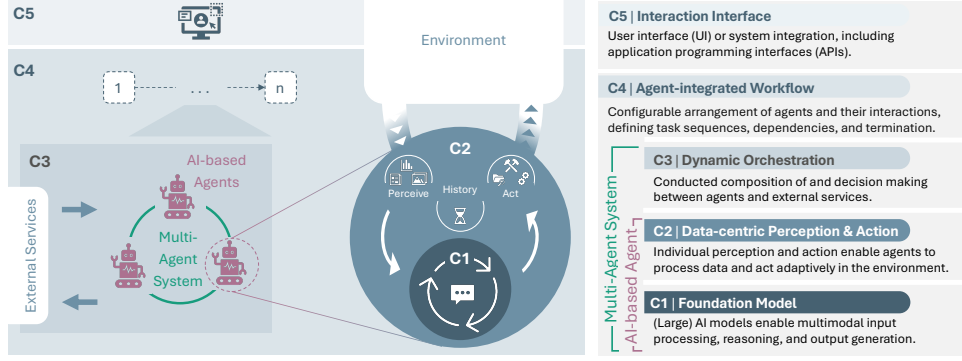 C5
Environment
C4
1
...
n
C3
AI-based
Agents
External Services
Multi-
Agent
System
C2
Perceive
History
Act
C1
C5 | Interaction Interface
User interface (UI) or system integration, including
application programming interfaces (APIs).
C4 | Agent-integrated Workflow
Configurable arrangement of agents and their interactions,
defining task sequences, dependencies, and termination.
Multi-Agent System
C3 | Dynamic Orchestration
Conducted composition of and decision making
between agents and external services.
AI-based Agent
C2 | Data-centric Perception & Action
Individual perception and action enable agents to
process data and act adaptively in the environment.
C1 | Foundation Model
(Large) AI models enable multimodal input
processing, reasoning, and output generation.